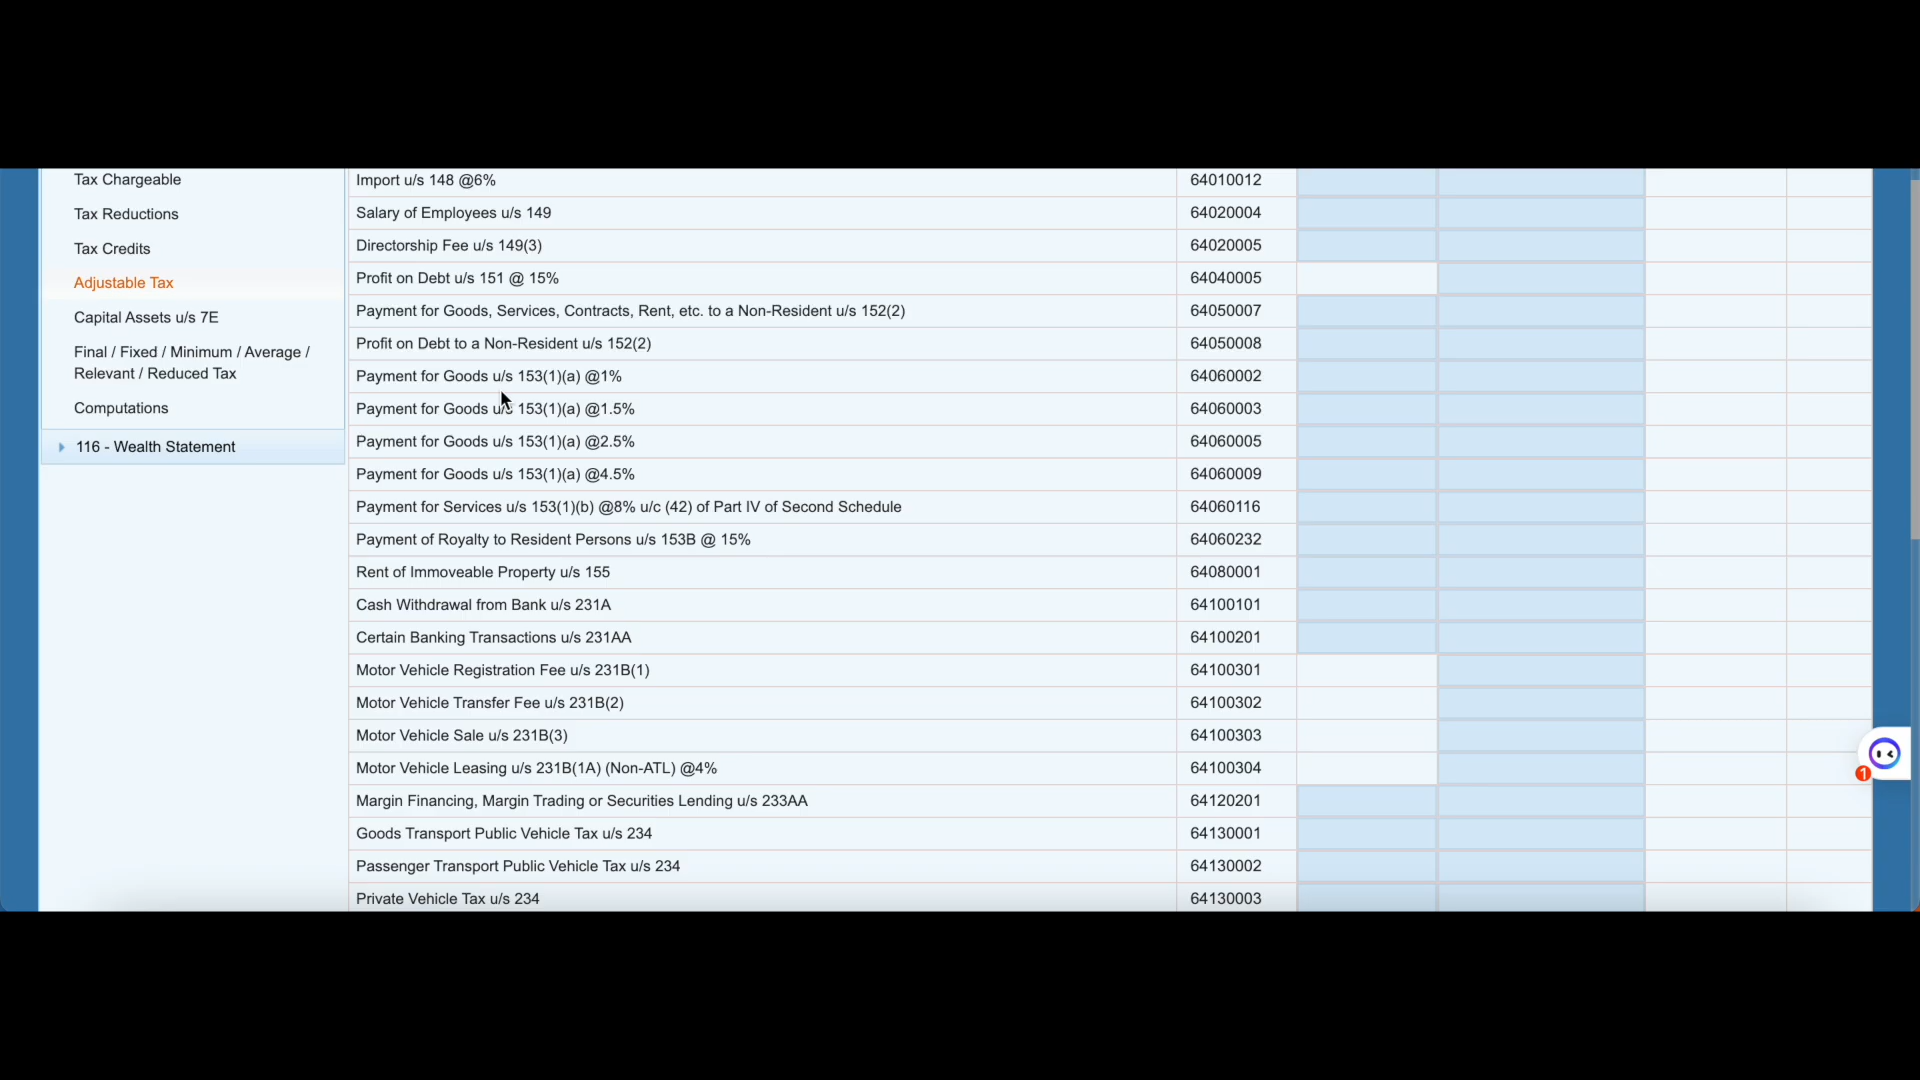 Tax Chargeable
Tax Reductions
Tax Credits
Adjustable Tax
Capital Assets u/s 7E
Final / Fixed / Minimum / Average /
Relevant / Reduced Tax
Computations
116 - Wealth Statement
Import u/s 148 @6% 64010012
Salary of Employees u/s 149 64020004
Directorship Fee u/s 149(3) 64020005
Profit on Debt u/s 151 @ 15% 64040005
Payment for Goods, Services, Contracts, Rent, etc. to a Non-Resident u/s 152(2) 64050007
Profit on Debt to a Non-Resident u/s 152(2) 64050008
Payment for Goods u/s 153(1)(a) @1% 64060002
Payment for Goods u/s 153(1)(a) @1.5% 64060003
Payment for Goods u/s 153(1)(a) @2.5% 64060005
Payment for Goods u/s 153(1)(a) @4.5% 64060009
Payment for Services u/s 153(1)(b) @8% u/c (42) of Part IV of Second Schedule 64060116
Payment of Royalty to Resident Persons u/s 153B @ 15% 64060232
Rent of Immoveable Property u/s 155 64080001
Cash Withdrawal from Bank u/s 231A 64100101
Certain Banking Transactions u/s 231AA 64100201
Motor Vehicle Registration Fee u/s 231B(1) 64100301
Motor Vehicle Transfer Fee u/s 231B(2) 64100302
Motor Vehicle Sale u/s 231B(3) 64100303
Motor Vehicle Leasing u/s 231B(1A) (Non-ATL) @4% 64100304
Margin Financing, Margin Trading or Securities Lending u/s 233AA 64120201
Goods Transport Public Vehicle Tax u/s 234 64130001
Passenger Transport Public Vehicle Tax u/s 234 64130002
Private Vehicle Tax u/s 234 64130003
1